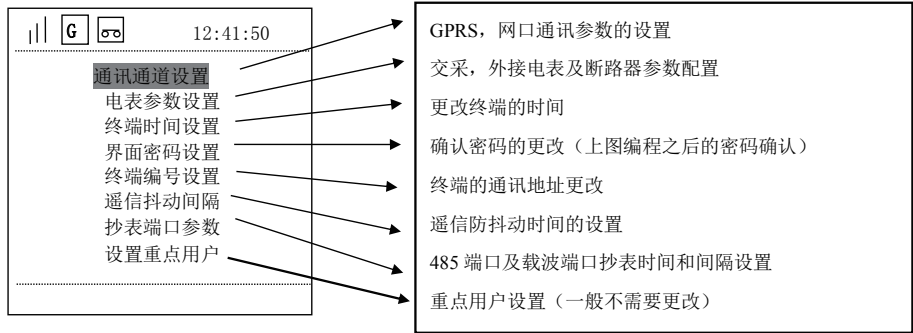 G
12:41:50
通讯通道设置
电表参数设置
终端时间设置
界面密码设置
终端编号设置
遥信抖动间隔
抄表端口参数
设置重点用户
GPRS，网口通讯参数的设置
交采，外接电表及断路器参数配置
更改终端的时间
确认密码的更改（上图编程之后的密码确认）
终端的通讯地址更改
遥信防抖动时间的设置
485 端口及载波端口抄表时间和间隔设置
重点用户设置（一般不需要更改）